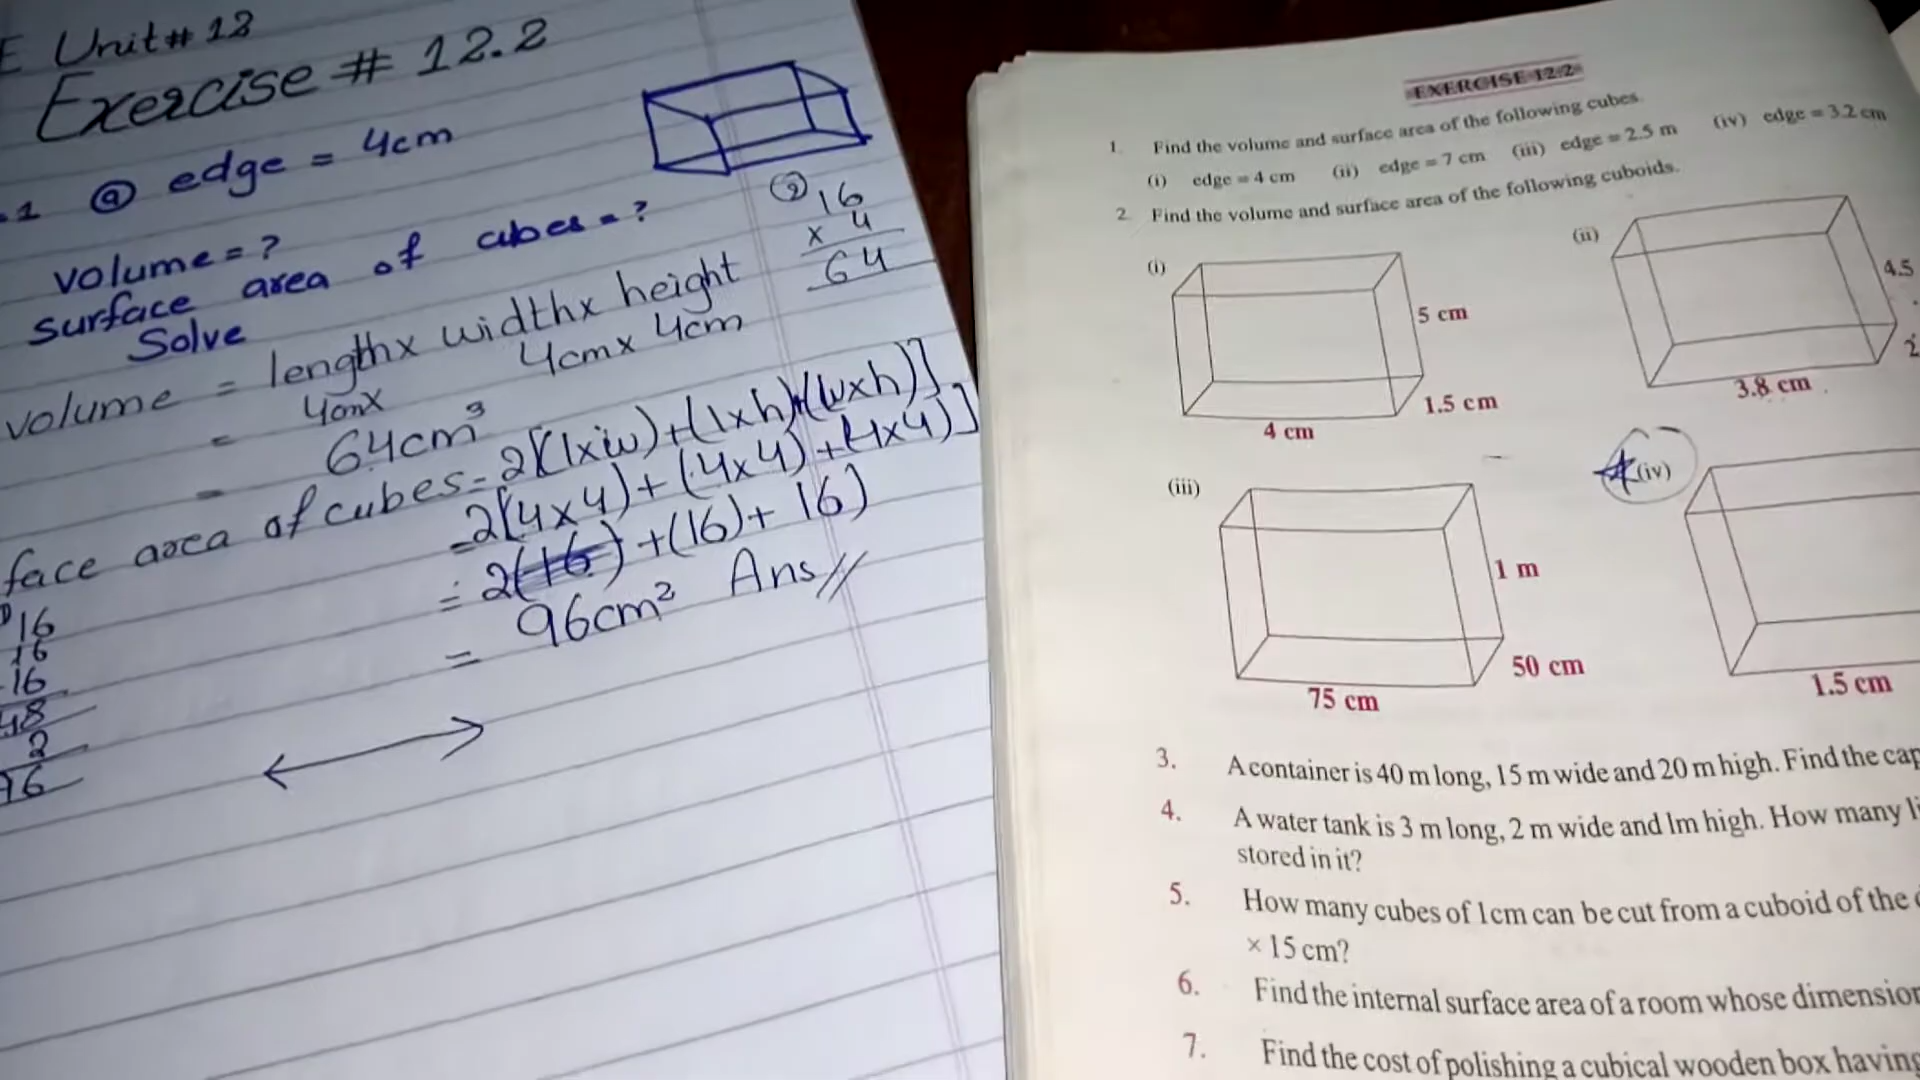 Unit# 12
Exercise # 12.2
.1 @ edge = 4cm
volume=?
surface area of cubes=?
Solve
volume = length x width x height
= 4cm x 4cm x 4cm
= 64cm³
face area of cubes = 2[(l×w)+(l×h)+(w×h)]
=2[4×4)+(4×4)+(4×4)]
= 2(16)+(16)+16)
= 96cm² Ans//
② 16
× 4
64
16
16
16
48
2
96
EXERCISE 12.2
1. Find the volume and surface area of the following cubes.
(i) edge = 4 cm (ii) edge = 7 cm (iii) edge = 2.5 m (iv) edge = 3.2 cm
2 Find the volume and surface area of the following cuboids.
(i)
5 cm
1.5 cm
4 cm
(ii)
4.5
2
3.8 cm
(iii)
1 m
50 cm
75 cm
(iv)
1.5 cm
3. A container is 40 m long, 15 m wide and 20 m high. Find the cap
4. A water tank is 3 m long, 2 m wide and 1m high. How many li
stored in it?
5. How many cubes of 1cm can be cut from a cuboid of the
× 15 cm?
6. Find the internal surface area of a room whose dimension
7. Find the cost of polishing a cubical wooden box having